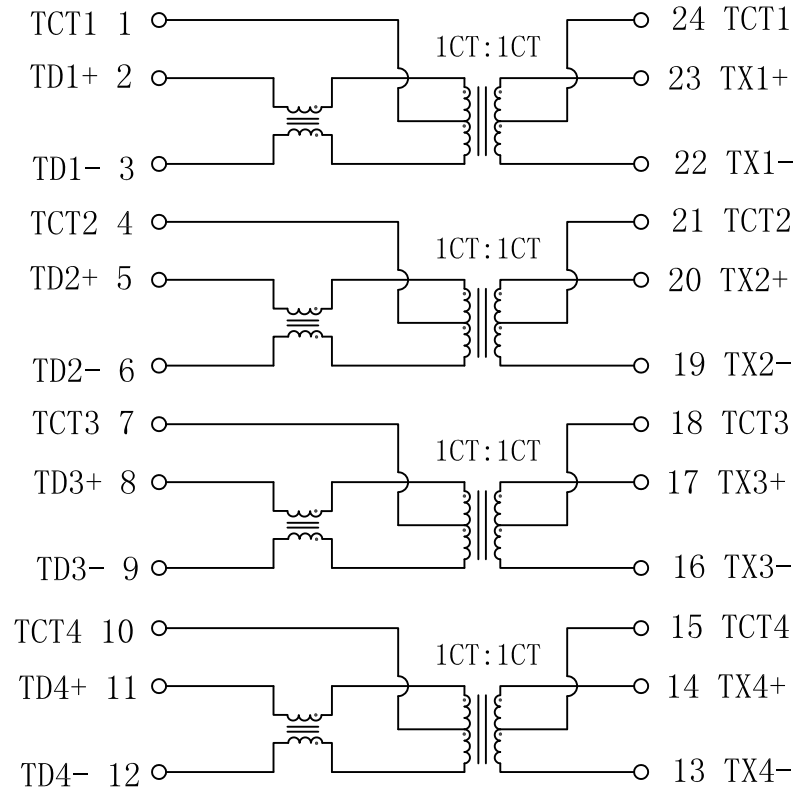 TCT1 1
1CT:1CT
24 TCT1
TD1+ 2
23 TX1+
TD1- 3
22 TX1-
TCT2 4
1CT:1CT
21 TCT2
TD2+ 5
20 TX2+
TD2- 6
19 TX2-
TCT3 7
1CT:1CT
18 TCT3
TD3+ 8
17 TX3+
TD3- 9
16 TX3-
TCT4 10
1CT:1CT
15 TCT4
TD4+ 11
14 TX4+
TD4- 12
13 TX4-